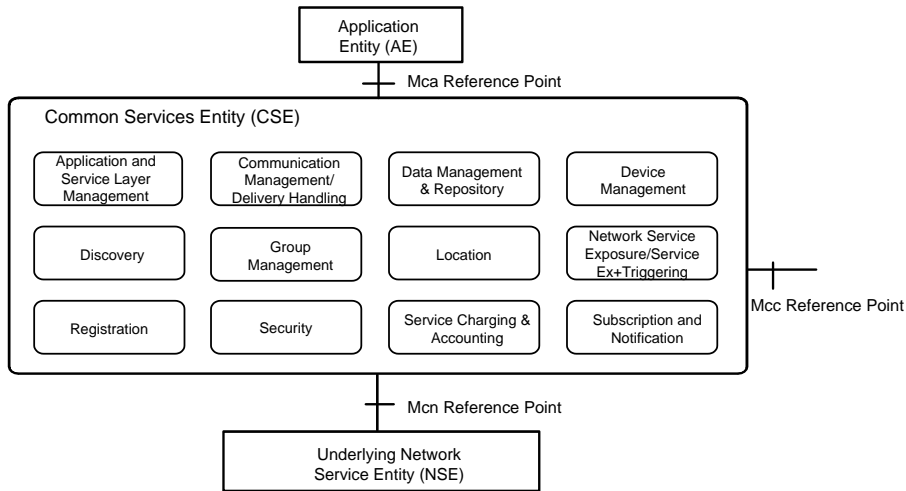 Application
Entity (AE)
Mca Reference Point
Common Services Entity (CSE)
Application and
Service Layer
Management
Communication
Management/
Delivery Handling
Data Management
& Repository
Device
Management
Discovery
Group
Management
Location
Network Service
Exposure/Service
Ex+Triggering
Mcc Reference Point
Registration
Security
Service Charging &
Accounting
Subscription and
Notification
Mcn Reference Point
Underlying Network
Service Entity (NSE)